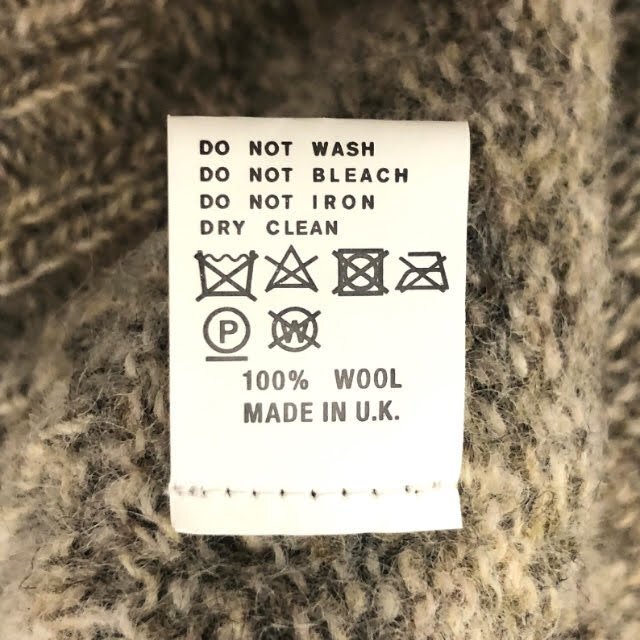 DO NOT WASH
DO NOT BLEACH
DO NOT IRON
DRY CLEAN
P W
100% WOOL
MADE IN U.K.